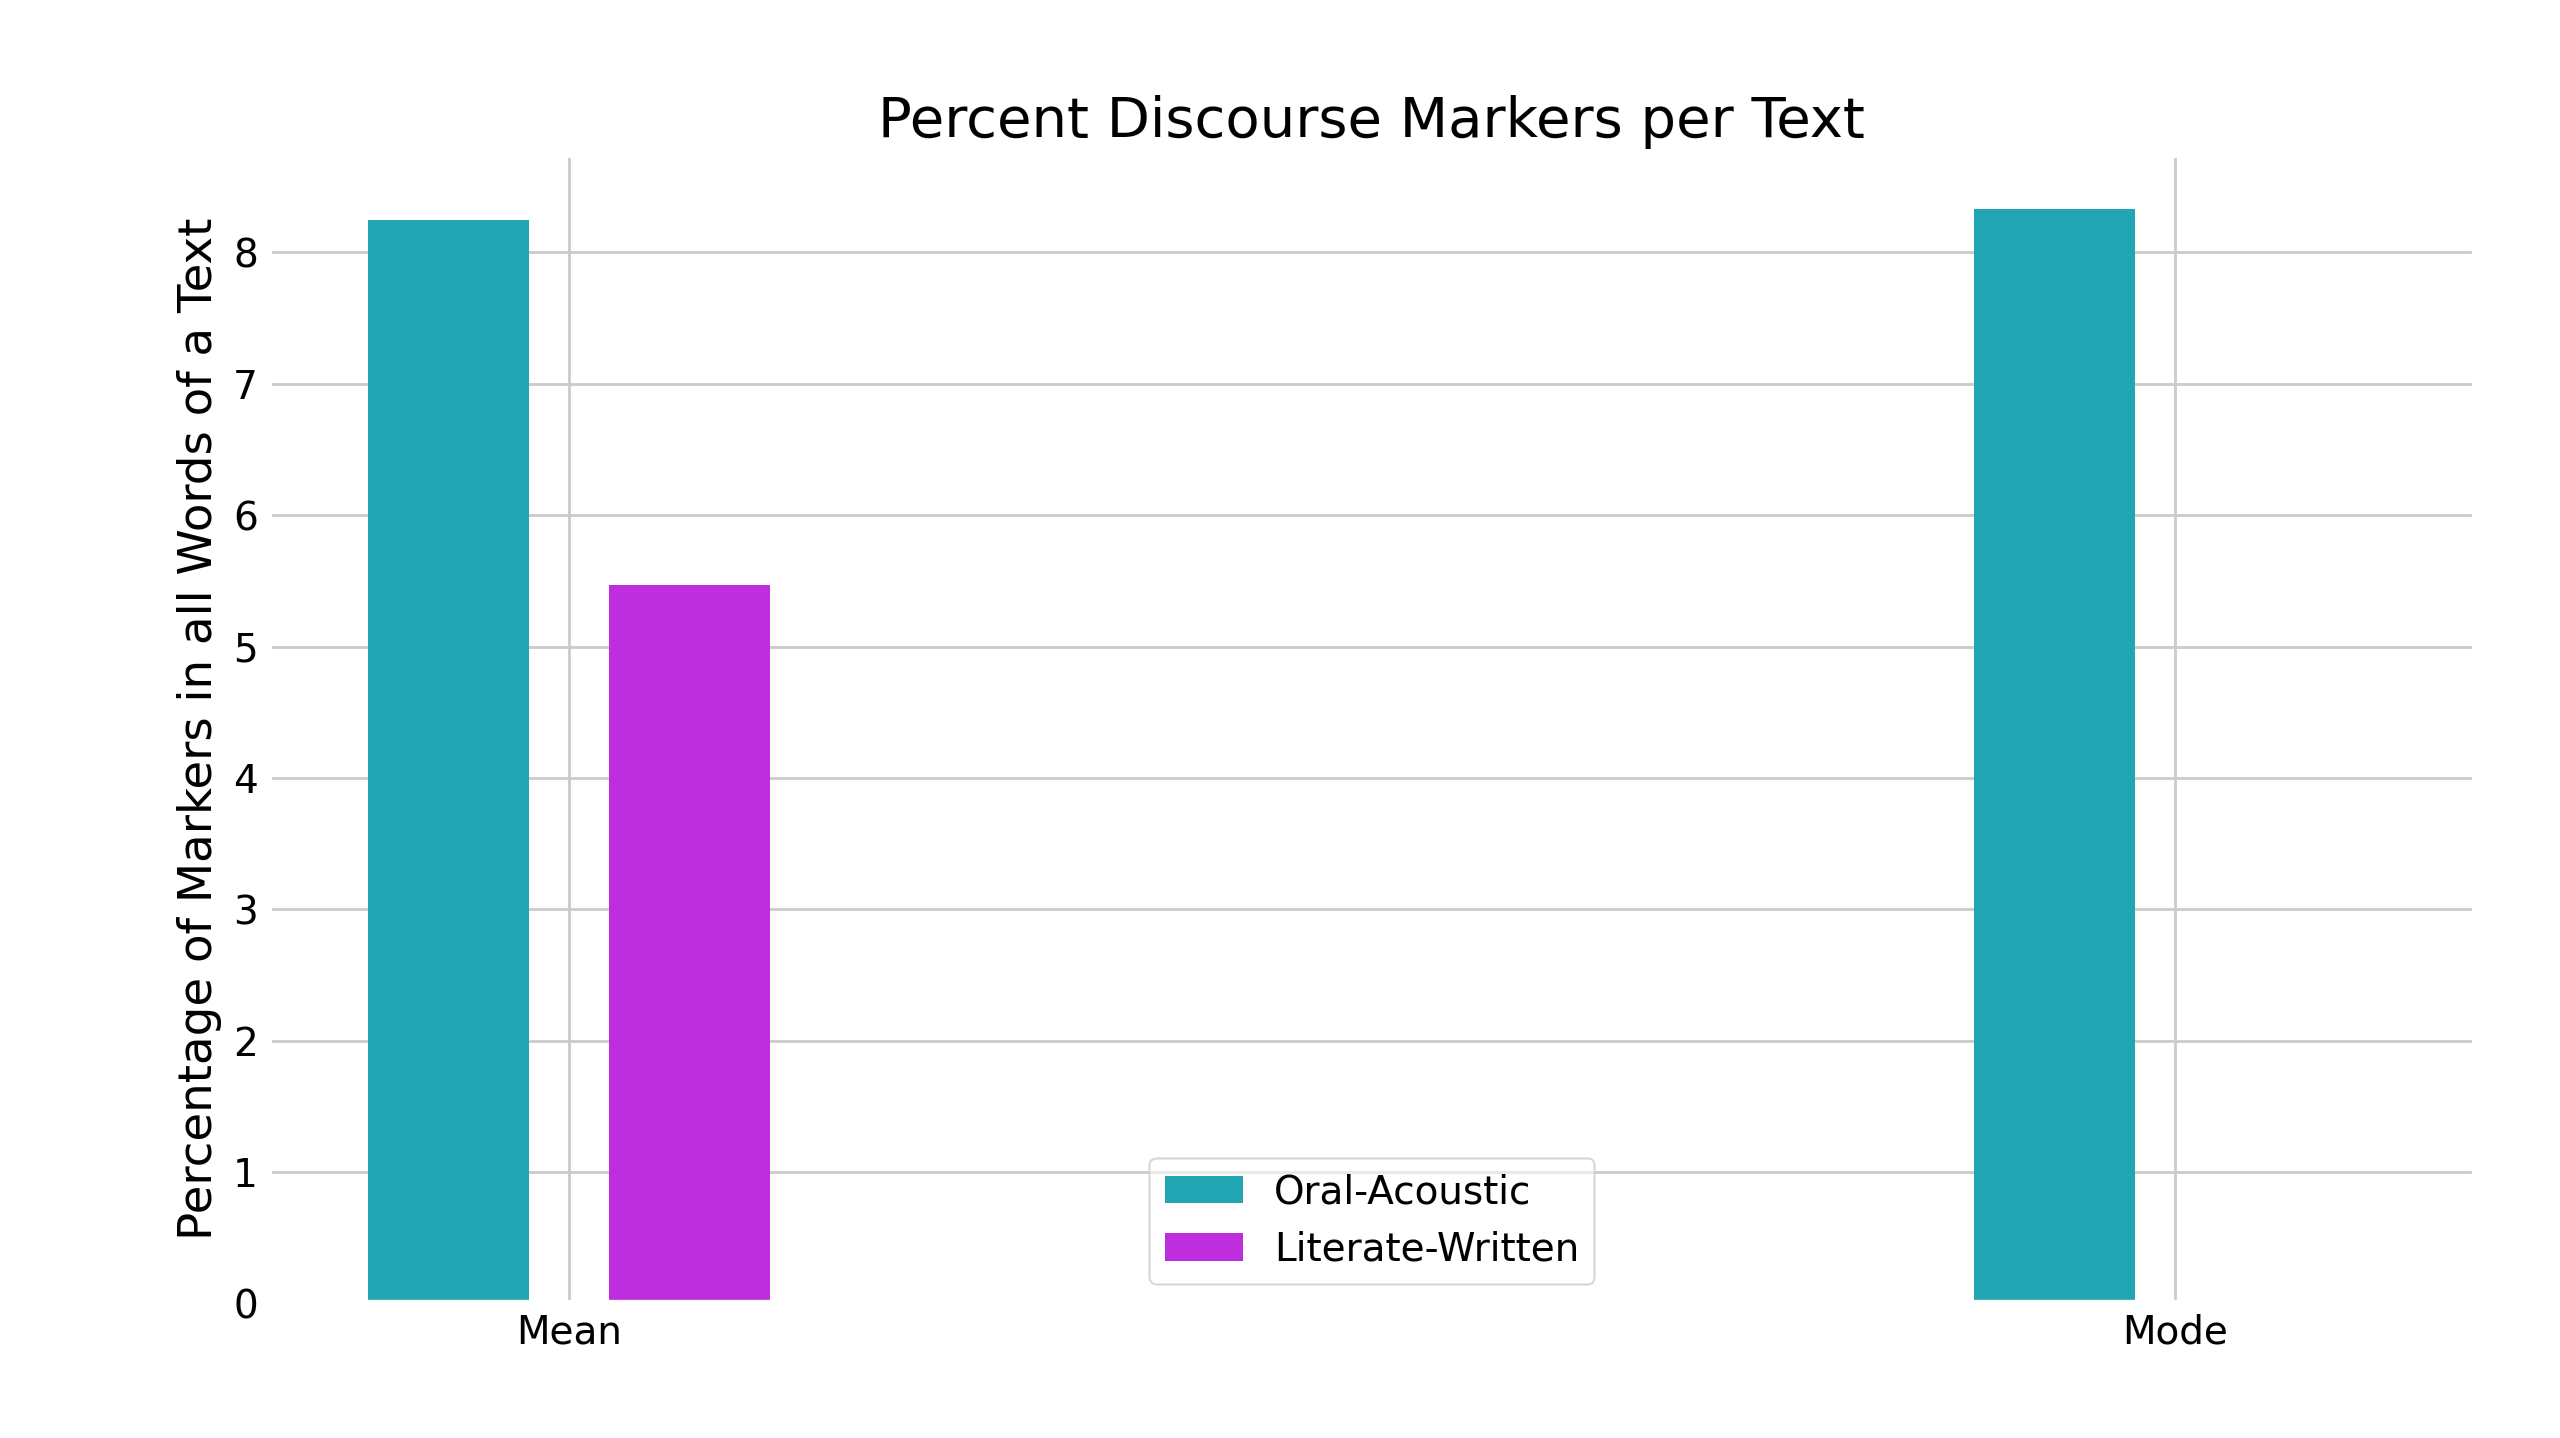 Percent Discourse Markers per Text
Percentage of Markers in all Words of a Text
8
7
6
5
4
3
2
1
0
Oral-Acoustic
Literate-Written
Mean
Mode